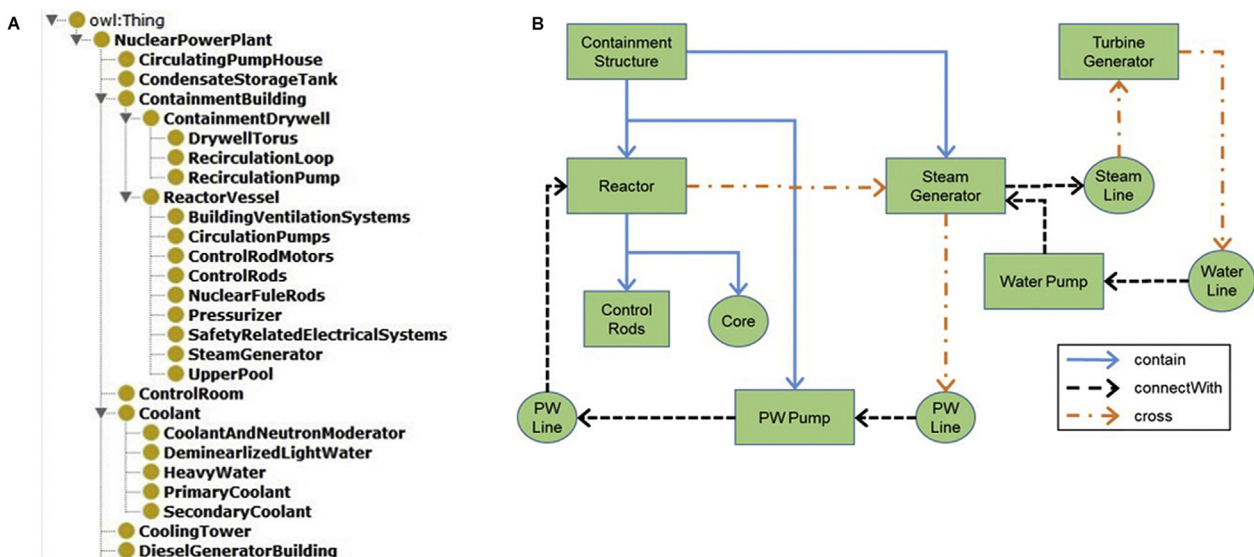 A
owl:Thing
NuclearPowerPlant
CirculatingPumpHouse
CondensateStorageTank
ContainmentBuilding
ContainmentDrywell
DrywellTorus
RecirculationLoop
RecirculationPump
ReactorVessel
BuildingVentilationSystems
CirculationPumps
ControlRodMotors
ControlRods
NuclearFuleRods
Pressurizer
SafetyRelatedElectricalSystems
SteamGenerator
UpperPool
ControlRoom
Coolant
CoolantAndNeutronModerator
DeminearlizedLightWater
HeavyWater
PrimaryCoolant
SecondaryCoolant
CoolingTower
DieselGeneratorBuilding
B
Containment
Structure
Turbine
Generator
Reactor
Steam
Generator
Steam
Line
Water Pump
Water
Line
Control
Rods
Core
PW
Line
PW Pump
PW
Line
contain
connectWith
cross